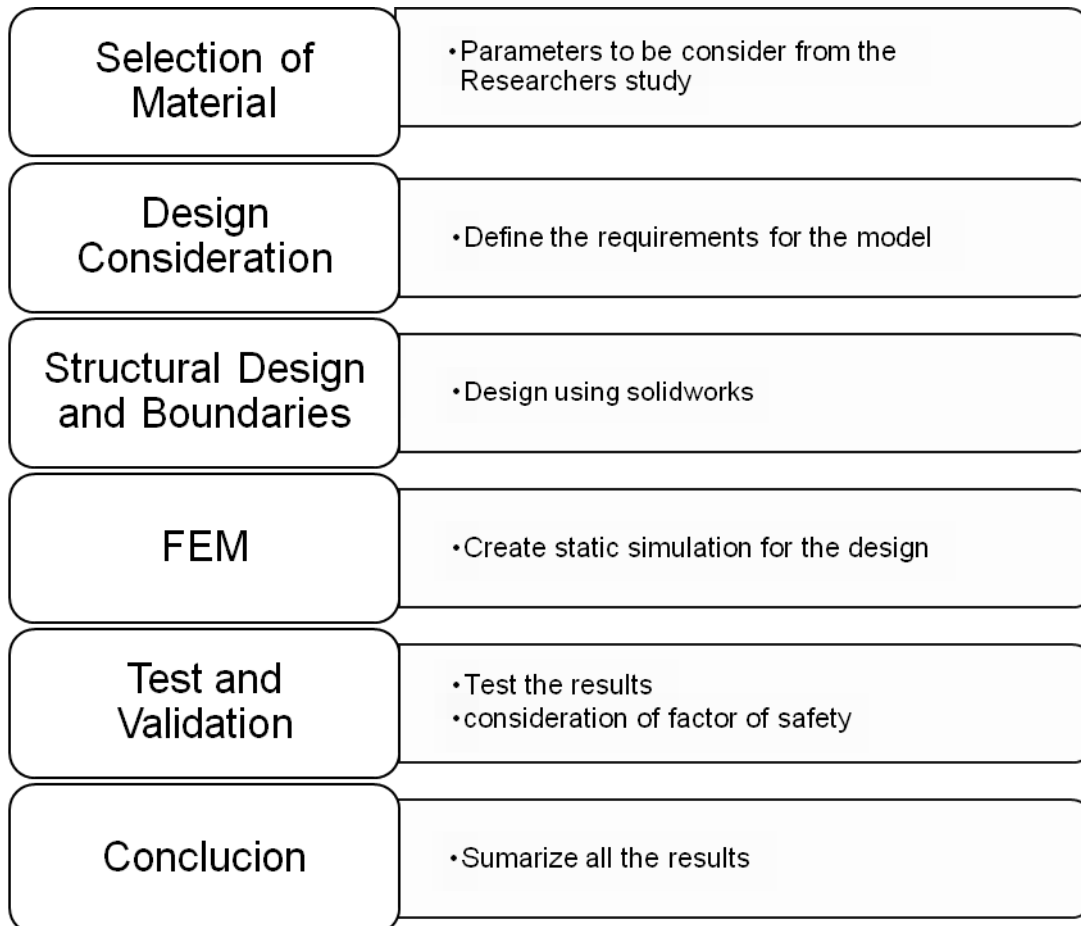 Selection of
Material
•Parameters to be consider from the
Researchers study
Design
Consideration
•Define the requirements for the model
Structural Design
and Boundaries
•Design using solidworks
FEM
•Create static simulation for the design
Test and
Validation
•Test the results
•consideration of factor of safety
Conclucion
•Sumarize all the results